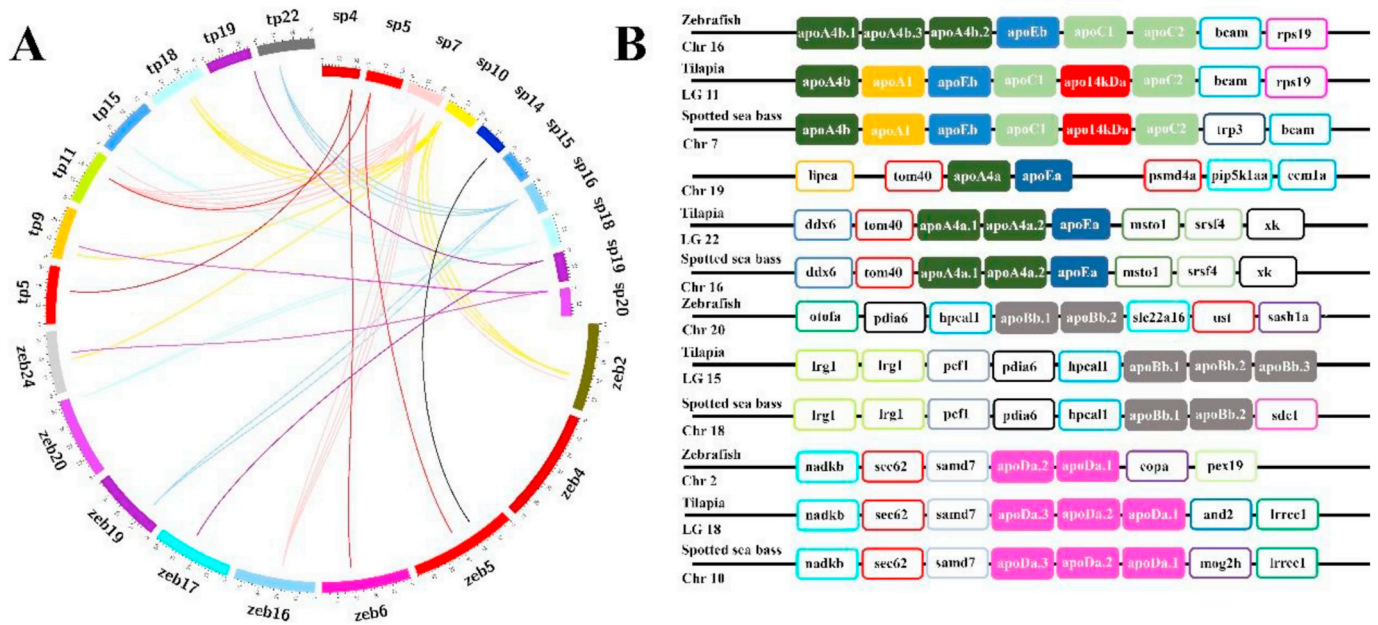 A
tp22
sp4
tp19
sp5
tp18
sp7
sp10
tp15
sp14
sp15
tp11
sp16
sp18
tp9
sp19
tp5
sp20
zeb24
zeb2
zeb20
zeb4
zeb19
zeb5
zeb17
zeb16
zeb6
B
Zebrafish
Chr 16
apoA4b.1 apoA4b.3 apoA4b.2 apoEb apoC1 apoC2 bcam rps19
Tilapia
LG 11
apoA4b apoA1 apoEb apoC1 apo14kDa apoC2 bcam rps19
Spotted sea bass
Chr 7
apoA4b apoA1 apoEb apoC1 apo14kDa apoC2 trp3 bcam
Chr 19
lipea tom40 apoA4a apoEa psmd4a pip5k1aa ccm1a
Tilapia
LG 22
ddx6 tom40 apoA4a.1 apoA4a.2 apoEa msto1 srsf4 xk
Spotted sea bass
Chr 16
ddx6 tom40 apoA4a.1 apoA4a.2 apoEa msto1 srsf4 xk
Zebrafish
Chr 20
otofa pdia6 hpcal1 apoBb.1 apoBb.2 slc22a16 ust sash1a
Tilapia
LG 15
lrg1 lrg1 pef1 pdia6 hpcal1 apoBb.1 apoBb.2 apoBb.3
Spotted sea bass
Chr 18
lrg1 lrg1 pef1 pdia6 hpcal1 apoBb.1 apoBb.2 sdc1
Zebrafish
Chr 2
nadkb sec62 samd7 apoDa.2 apoDa.1 copa pex19
Tilapia
LG 18
nadkb sec62 samd7 apoDa.3 apoDa.2 apoDa.1 and2 lrrc1
Spotted sea bass
Chr 10
nadkb sec62 samd7 apoDa.3 apoDa.2 apoDa.1 mog2h lrrc1